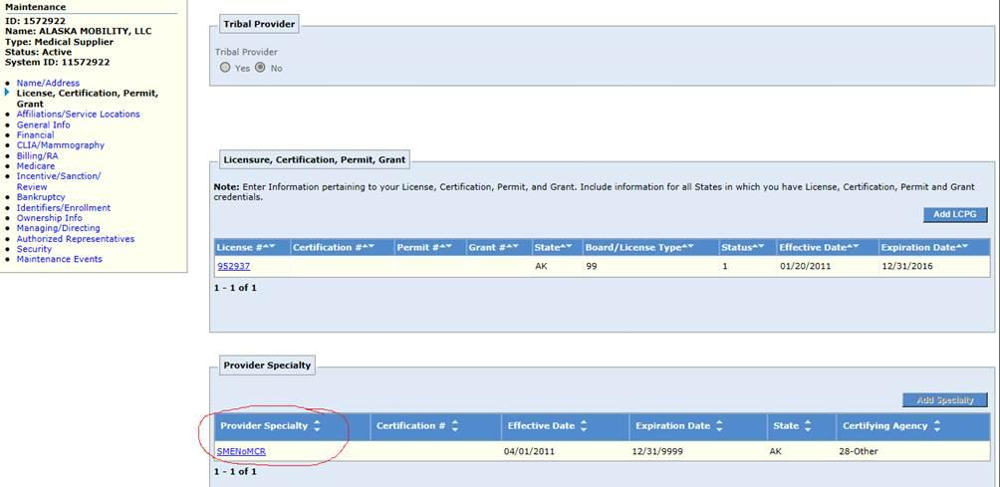 Maintenance
ID: 1572922
Name: ALASKA MOBILITY, LLC
Type: Medical Supplier
Status: Active
System ID: 11572922
Name/Address
License, Certification, Permit,
Grant
Affiliations/Service Locations
General Info
Financial
CLIA/Mammography
Billing/RA
Medicare
Incentive/Sanction/
Review
Bankruptcy
Identifiers/Enrollment
Ownership Info
Managing/Directing
Authorized Representatives
Security
Maintenance Events
Tribal Provider
Tribal Provider
Yes No
Licensure, Certification, Permit, Grant
Note: Enter Information pertaining to your License, Certification, Permit, and Grant. Include information for all States in which you have License, Certification, Permit and Grant
credentials.
Add LCPG
License # Certification # Permit # Grant # State Board/License Type Status Effective Date Expiration Date
952937 AK 99 1 01/20/2011 12/31/2016
1 - 1 of 1
Provider Specialty
Add Specialty
Provider Specialty Certification # Effective Date Expiration Date State Certifying Agency
SMENoMCR 04/01/2011 12/31/9999 AK 28-Other
1 - 1 of 1